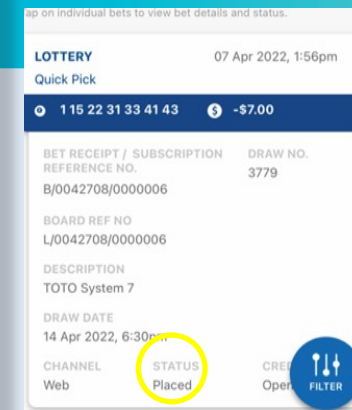 ap on individual bets to view bet details and status.
LOTTERY 07 Apr 2022, 1:56pm
Quick Pick
1 15 22 31 33 41 43 $ -$7.00
BET RECEIPT / SUBSCRIPTION DRAW NO.
REFERENCE NO. 3779
B/0042708/0000006
BOARD REF NO
L/0042708/0000006
DESCRIPTION
TOTO System 7
DRAW DATE
14 Apr 2022, 6:30pm
CHANNEL STATUS CRE
Web Placed Open
FILTER